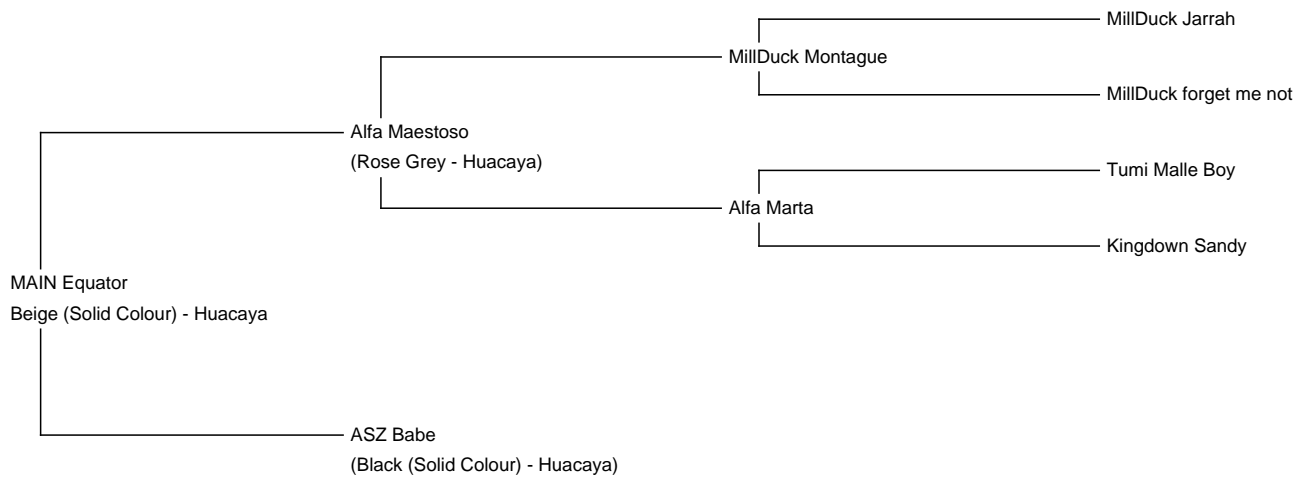 MillDuck Jarrah
MillDuck Montague
MillDuck forget me not
Alfa Maestoso
(Rose Grey - Huacaya)
Tumi Malle Boy
Alfa Marta
Kingdown Sandy
MAIN Equator
Beige (Solid Colour) - Huacaya
ASZ Babe
(Black (Solid Colour) - Huacaya)